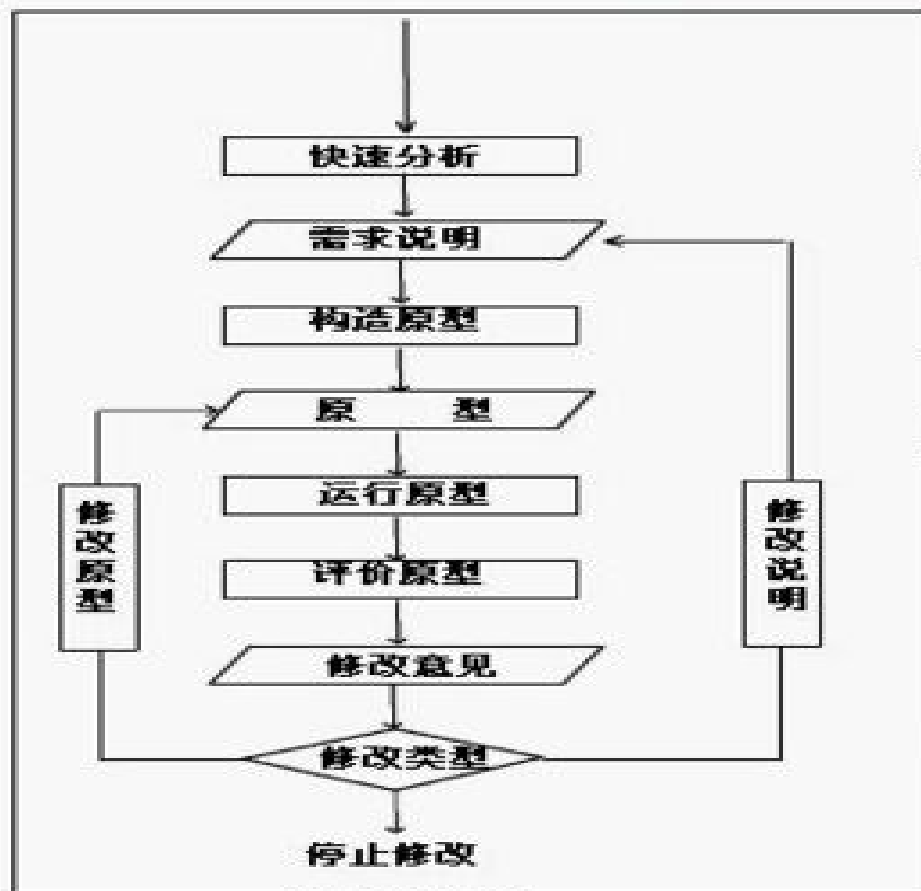 快速分析
需求说明
构造原型
原 型
运行原型
评价原型
修改意见
修改类型
停止修改
修改原型
修改说明